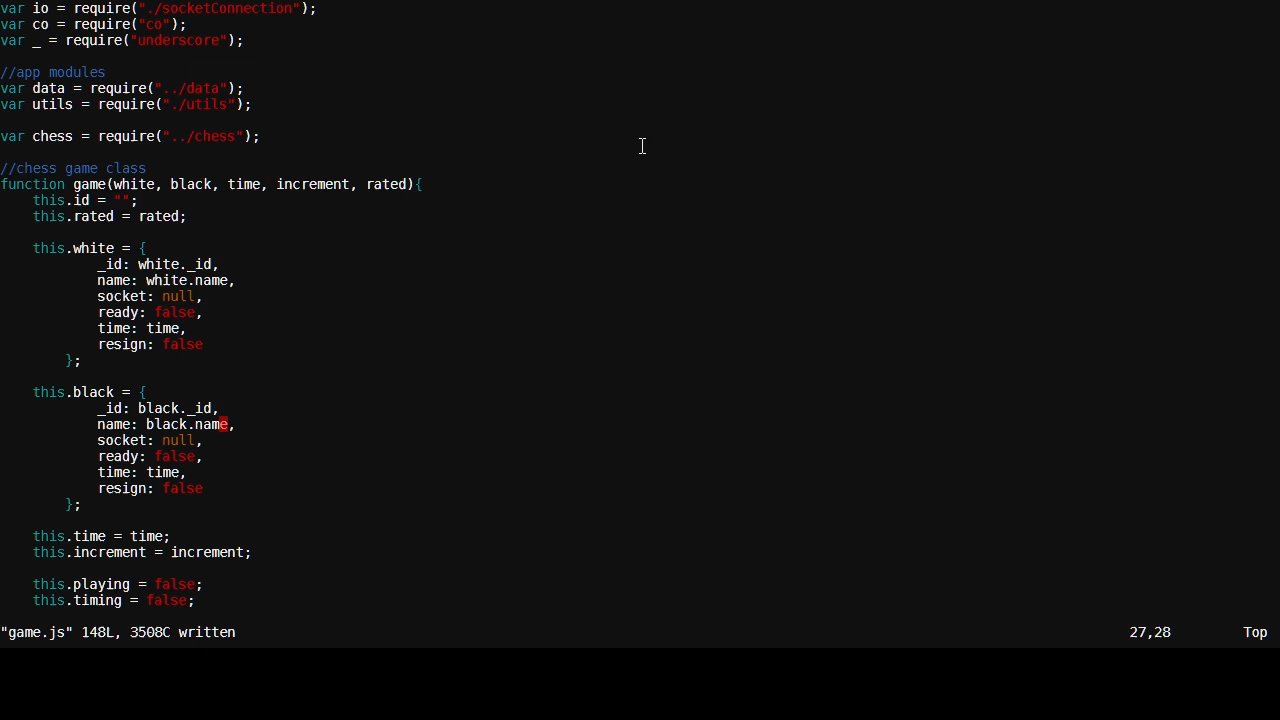 var io = require("./socketConnection");
var co = require("co");
var _ = require("underscore");

//app modules
var data = require("../data");
var utils = require("./utils");

var chess = require("../chess");

//chess game class
function game(white, black, time, increment, rated){
    this.id = "";
    this.rated = rated;

    this.white = {
            _id: white._id,
            name: white.name,
            socket: null,
            ready: false,
            time: time,
            resign: false
        };

    this.black = {
            _id: black._id,
            name: black.name,
            socket: null,
            ready: false,
            time: time,
            resign: false
        };

    this.time = time;
    this.increment = increment;

    this.playing = false;
    this.timing = false;

"game.js" 148L, 3508C written 27,28 Top